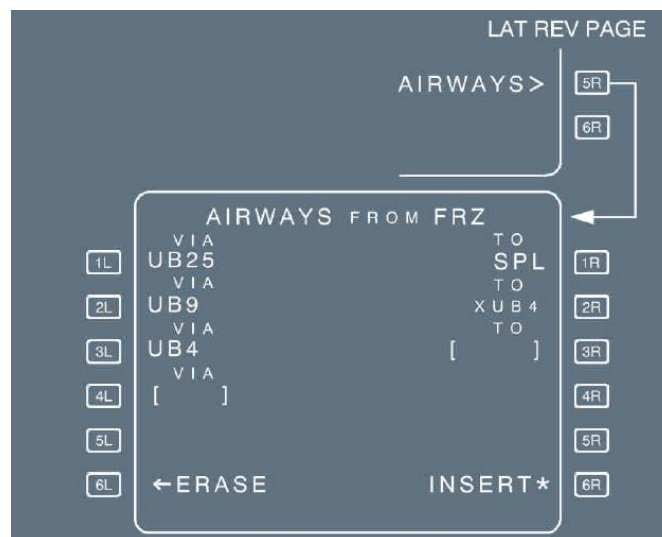 LAT REV PAGE
AIRWAYS> 5R
6R
AIRWAYS FROM FRZ
VIA TO
1L UB25 SPL 1R
VIA TO
2L UB9 XUB4 2R
VIA TO
3L UB4 [ ] 3R
VIA
4L [ ] 4R
5L 5R
6L ←ERASE INSERT* 6R